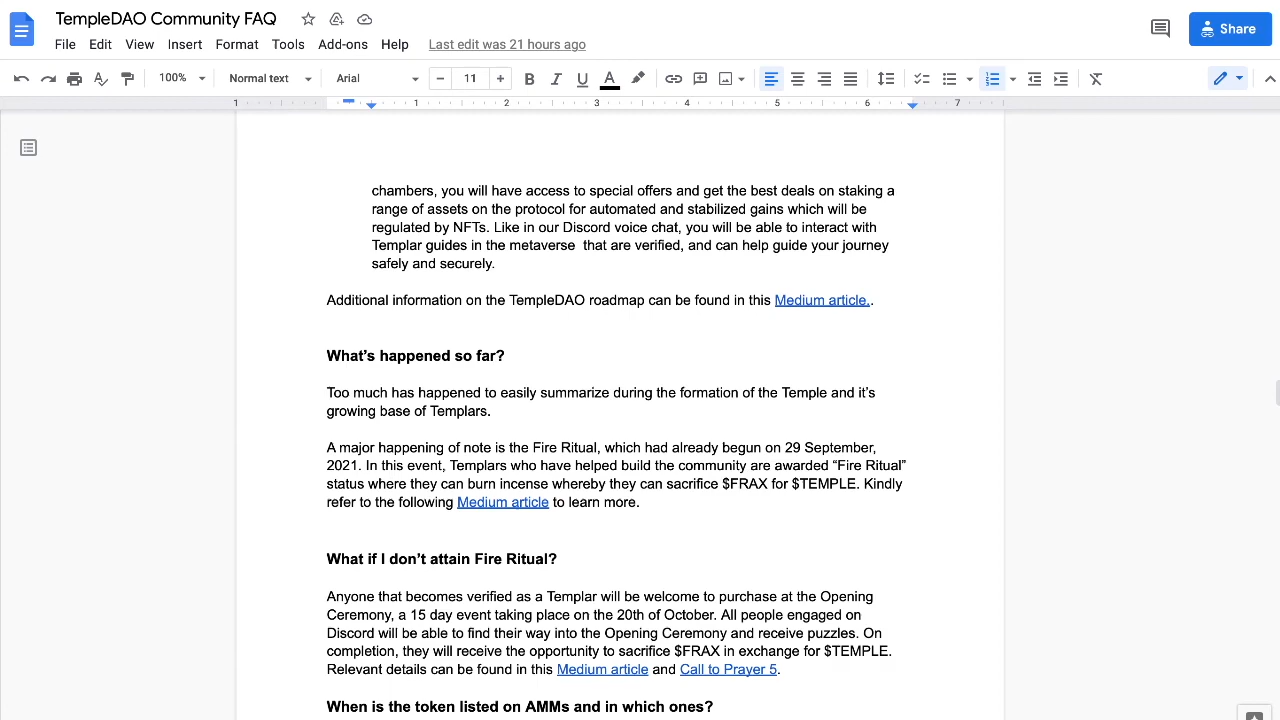 TempleDAO Community FAQ
File Edit View Insert Format Tools Add-ons Help Last edit was 21 hours ago
Share
100% Normal text Arial 11
1 1 2 3 4 5 6 7
chambers, you will have access to special offers and get the best deals on staking a
range of assets on the protocol for automated and stabilized gains which will be
regulated by NFTs. Like in our Discord voice chat, you will be able to interact with
Templar guides in the metaverse  that are verified, and can help guide your journey
safely and securely.
Additional information on the TempleDAO roadmap can be found in this Medium article..
What’s happened so far?
Too much has happened to easily summarize during the formation of the Temple and it’s
growing base of Templars.
A major happening of note is the Fire Ritual, which had already begun on 29 September,
2021. In this event, Templars who have helped build the community are awarded “Fire Ritual”
status where they can burn incense whereby they can sacrifice $FRAX for $TEMPLE. Kindly
refer to the following Medium article to learn more.
What if I don’t attain Fire Ritual?
Anyone that becomes verified as a Templar will be welcome to purchase at the Opening
Ceremony, a 15 day event taking place on the 20th of October. All people engaged on
Discord will be able to find their way into the Opening Ceremony and receive puzzles. On
completion, they will receive the opportunity to sacrifice $FRAX in exchange for $TEMPLE.
Relevant details can be found in this Medium article and Call to Prayer 5.
When is the token listed on AMMs and in which ones?